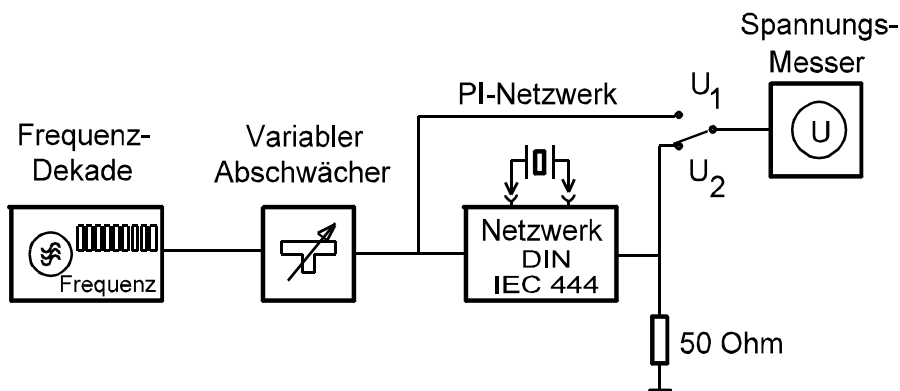 Spannungs-
Messer
PI-Netzwerk
U1
U
U2
Frequenz-
Dekade
Variabler
Abschwächer
Frequenz
Netzwerk
DIN
IEC 444
50 Ohm